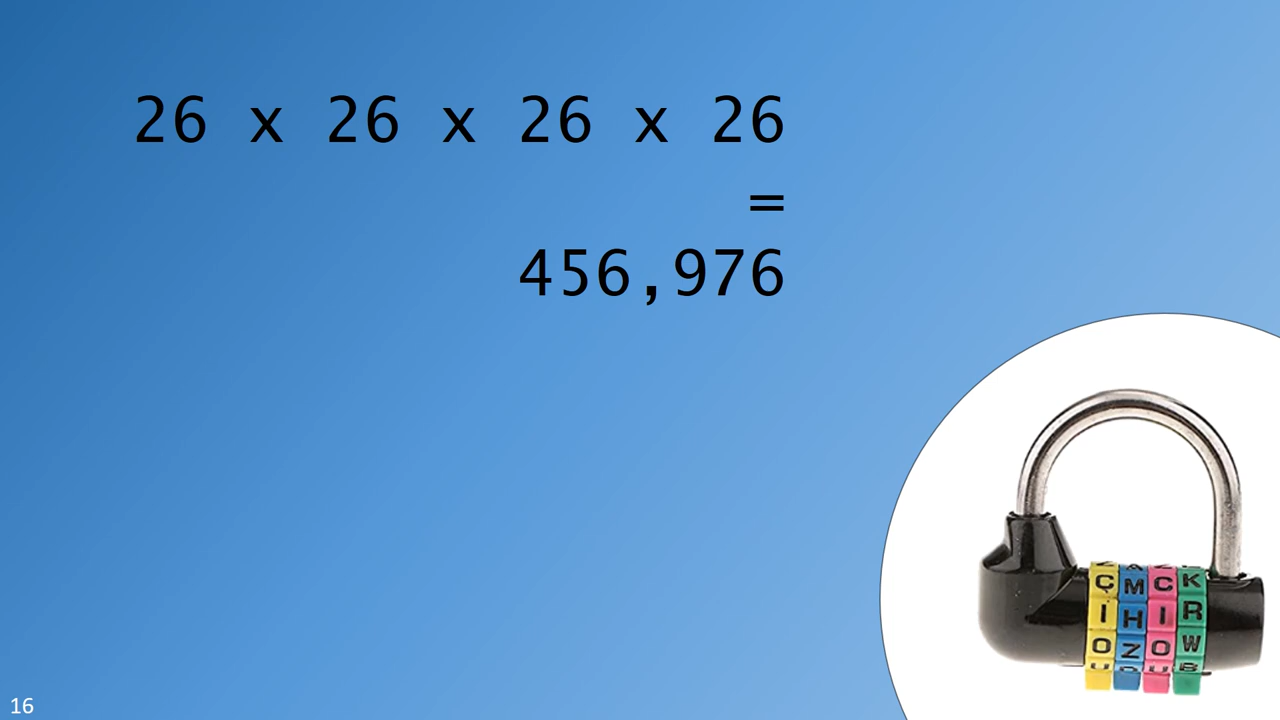 26 x 26 x 26 x 26
=
456,976
Ç M C K
I H I R
O Z O W
16